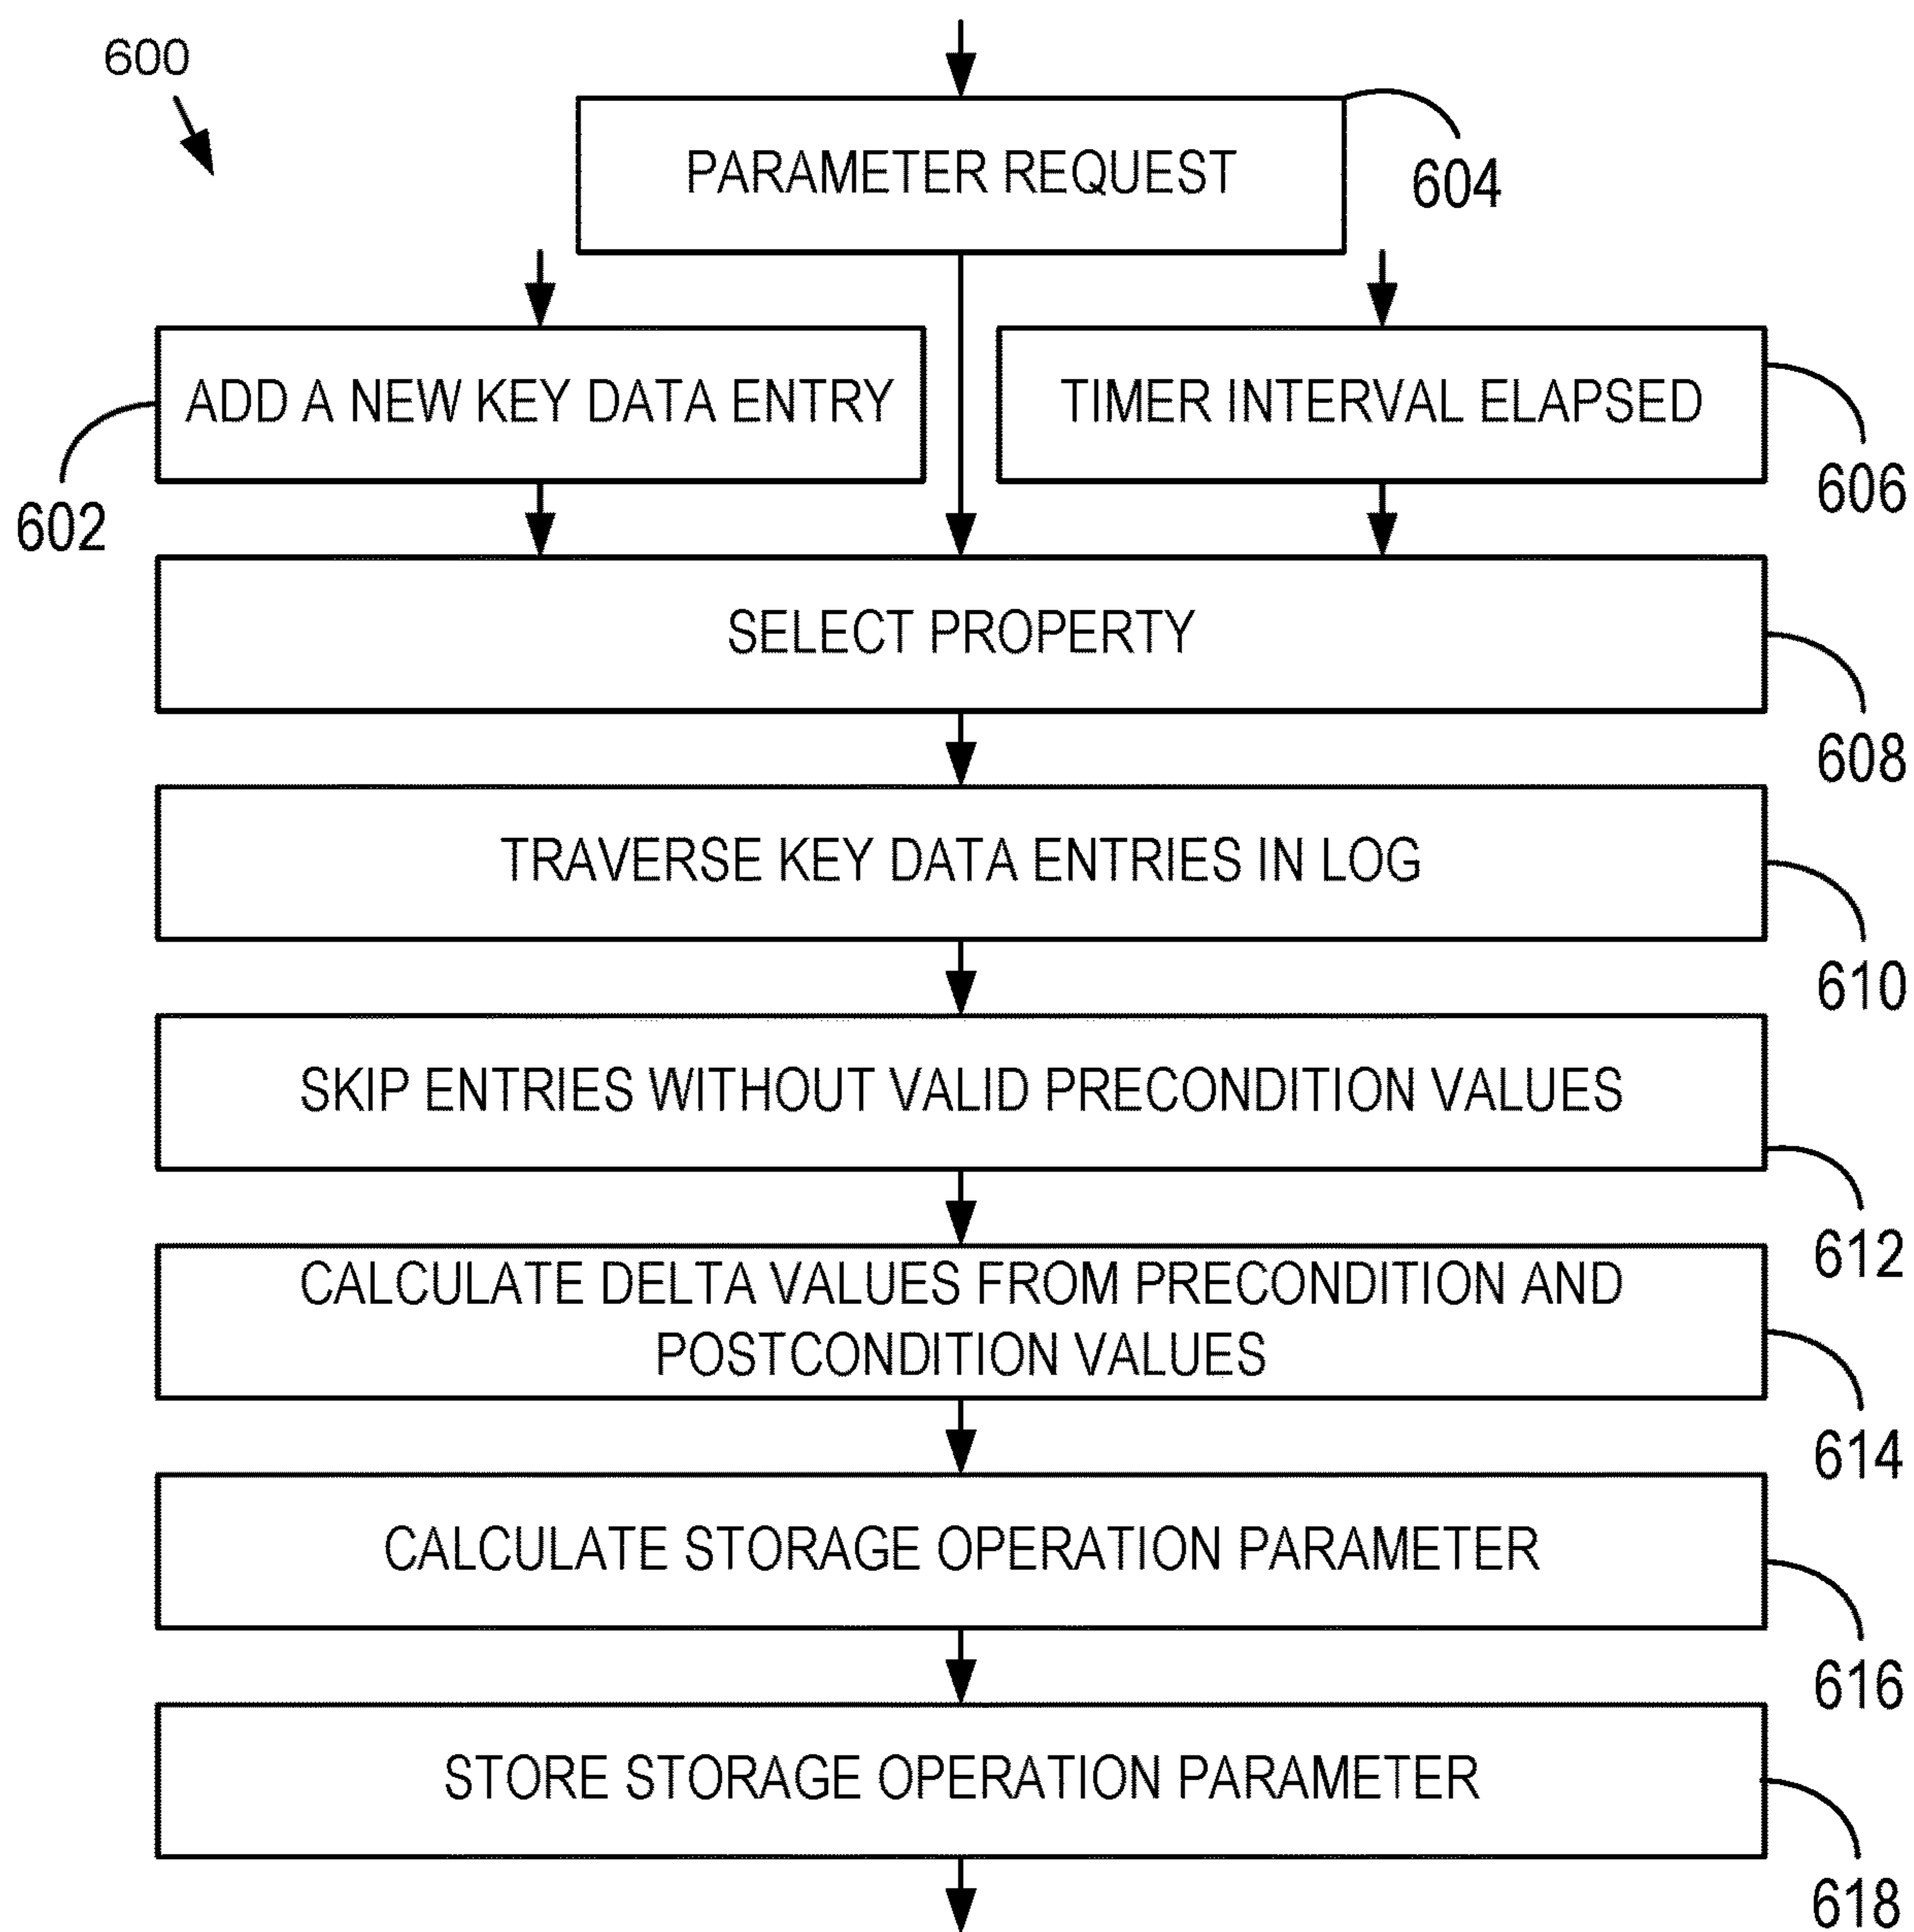 600
PARAMETER REQUEST
604
ADD A NEW KEY DATA ENTRY
TIMER INTERVAL ELAPSED
602
606
SELECT PROPERTY
608
TRAVERSE KEY DATA ENTRIES IN LOG
610
SKIP ENTRIES WITHOUT VALID PRECONDITION VALUES
612
CALCULATE DELTA VALUES FROM PRECONDITION AND
POSTCONDITION VALUES
614
CALCULATE STORAGE OPERATION PARAMETER
616
STORE STORAGE OPERATION PARAMETER
618